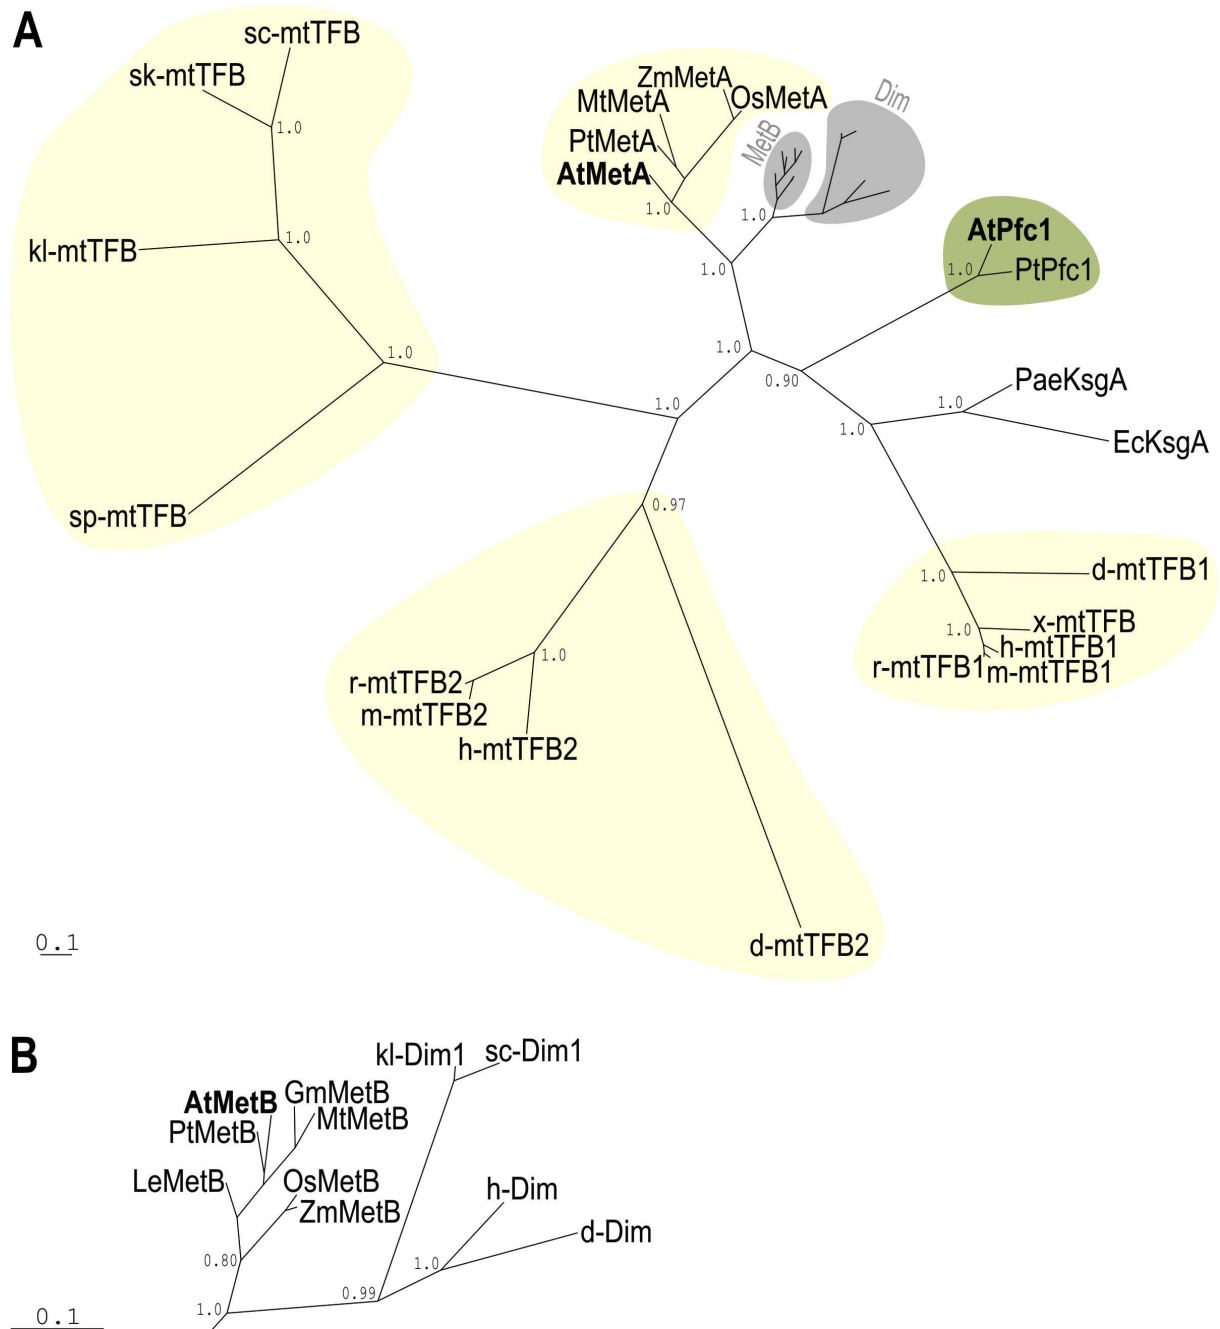 A
sc-mtTFB
sk-mtTFB
1.0
1.0
kl-mtTFB
1.0
sp-mtTFB
ZmMetA
MtMetA
OsMetA
PtMetA
AtMetA
1.0
MetB
Dim
1.0
1.0
AtPfc1
1.0
PtPfc1
1.0
0.90
PaeKsgA
1.0
1.0
EcKsgA
1.0
0.97
1.0
d-mtTFB1
1.0
x-mtTFB
h-mtTFB1
r-mtTFB1
m-mtTFB1
1.0
r-mtTFB2
m-mtTFB2
h-mtTFB2
d-mtTFB2
0.1
B
kl-Dim1
sc-Dim1
AtMetB
GmMetB
PtMetB
MtMetB
LeMetB
OsMetB
ZmMetB
h-Dim
d-Dim
0.80
1.0
0.99
1.0
0.1